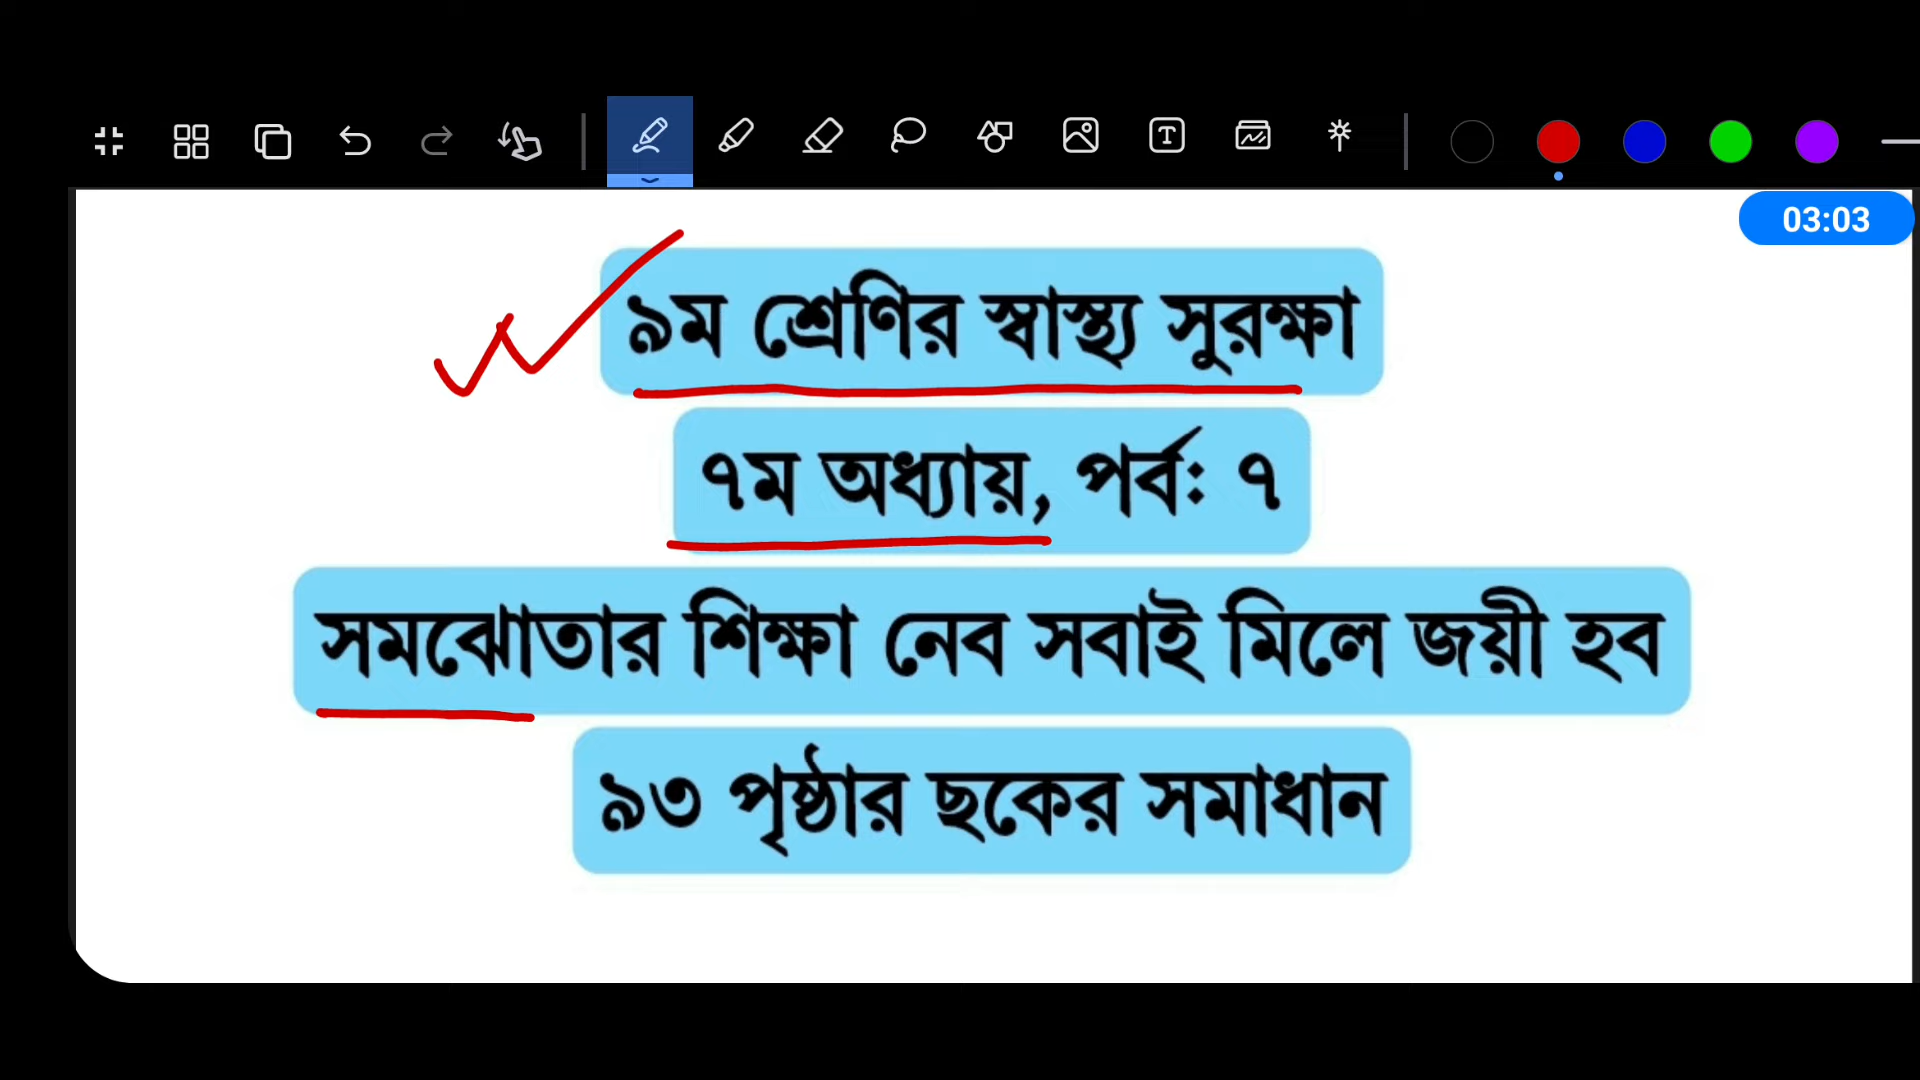 03:03
৯ম শ্রেণির স্বাস্থ্য সুরক্ষা
৭ম অধ্যায়, পর্ব: ৭
সমঝোতার শিক্ষা নেব সবাই মিলে জয়ী হব
৯৩ পৃষ্ঠার ছকের সমাধান